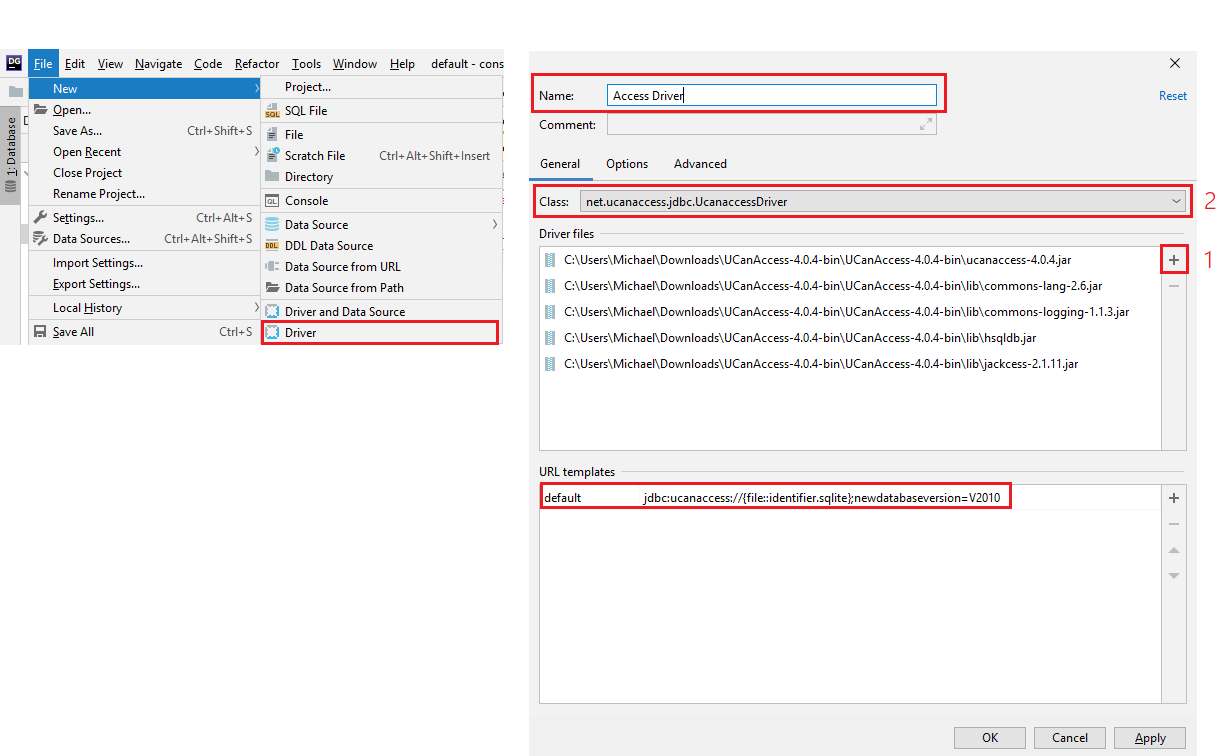 DG File Edit View Navigate Code Refactor Tools Window Help default - cons
New
Open...
Save As... Ctrl+Shift+S
Open Recent
Close Project
Rename Project...
Settings... Ctrl+Alt+S
Data Sources... Ctrl+Alt+Shift+S
Import Settings...
Export Settings...
Local History
Save All Ctrl+S
1: Database
D
Project...
SQL File
File
Scratch File Ctrl+Alt+Shift+Insert
Directory
QL Console
Data Source
DDL DDL Data Source
Data Source from URL
Data Source from Path
Driver and Data Source
Driver
Name: Access Driver
Reset
Comment:
General Options Advanced
Class: net.ucanaccess.jdbc.UcanaccessDriver
2
Driver files
C:\Users\Michael\Downloads\UCanAccess-4.0.4-bin\UCanAccess-4.0.4-bin\ucanaccess-4.0.4.jar
1
C:\Users\Michael\Downloads\UCanAccess-4.0.4-bin\UCanAccess-4.0.4-bin\lib\commons-lang-2.6.jar
C:\Users\Michael\Downloads\UCanAccess-4.0.4-bin\UCanAccess-4.0.4-bin\lib\commons-logging-1.1.3.jar
C:\Users\Michael\Downloads\UCanAccess-4.0.4-bin\UCanAccess-4.0.4-bin\lib\hsqldb.jar
C:\Users\Michael\Downloads\UCanAccess-4.0.4-bin\UCanAccess-4.0.4-bin\lib\jackcess-2.1.11.jar
URL templates
default jdbc:ucanaccess://{file::identifier.sqlite};newdatabaseversion=V2010
OK Cancel Apply